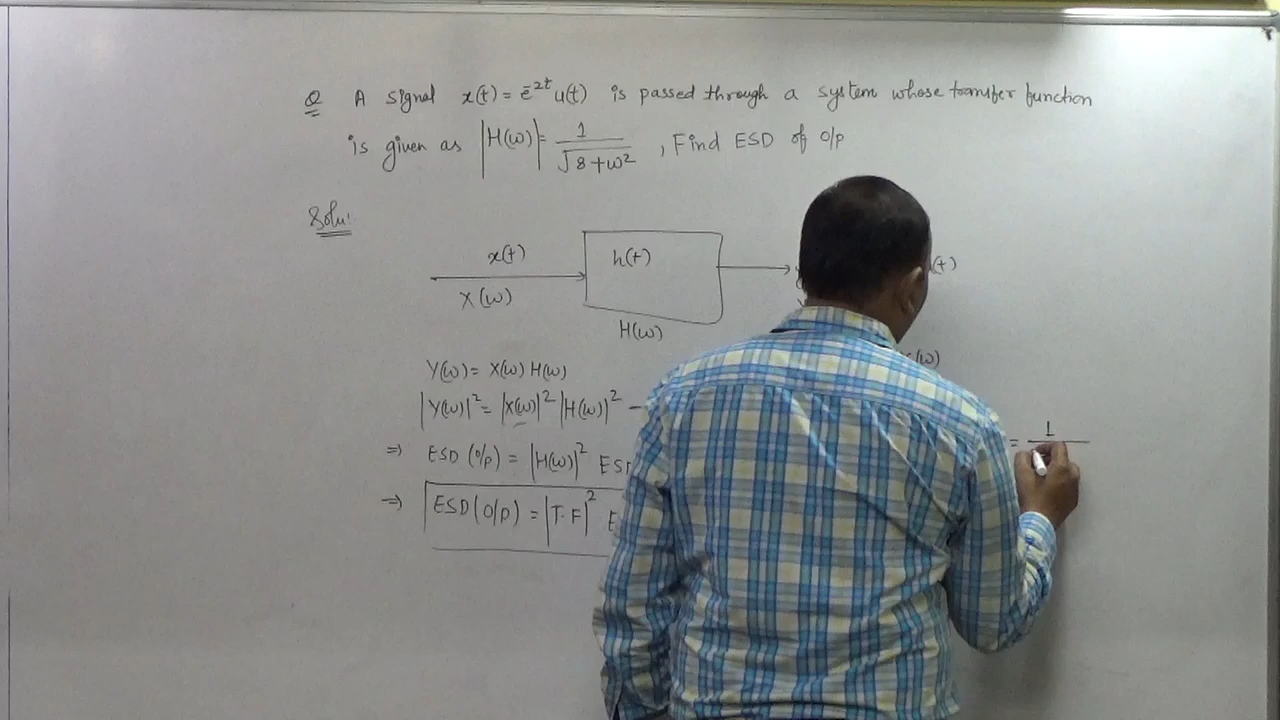 Q A signal x(t) = e^-2t u(t) is passed through a system whose transfer function
is given as |H(ω)| = 1/√8+ω² , Find ESD of O/P
Solu:
x(t) h(t) (t)
X(ω) H(ω)
Y(ω) = X(ω) H(ω) (ω)
|Y(ω)|² = |X(ω)|² |H(ω)|² –
⇒ ESD (O/P) = |H(ω)|² ESD = 1
⇒ ESD(O/P) = |T.F|² E